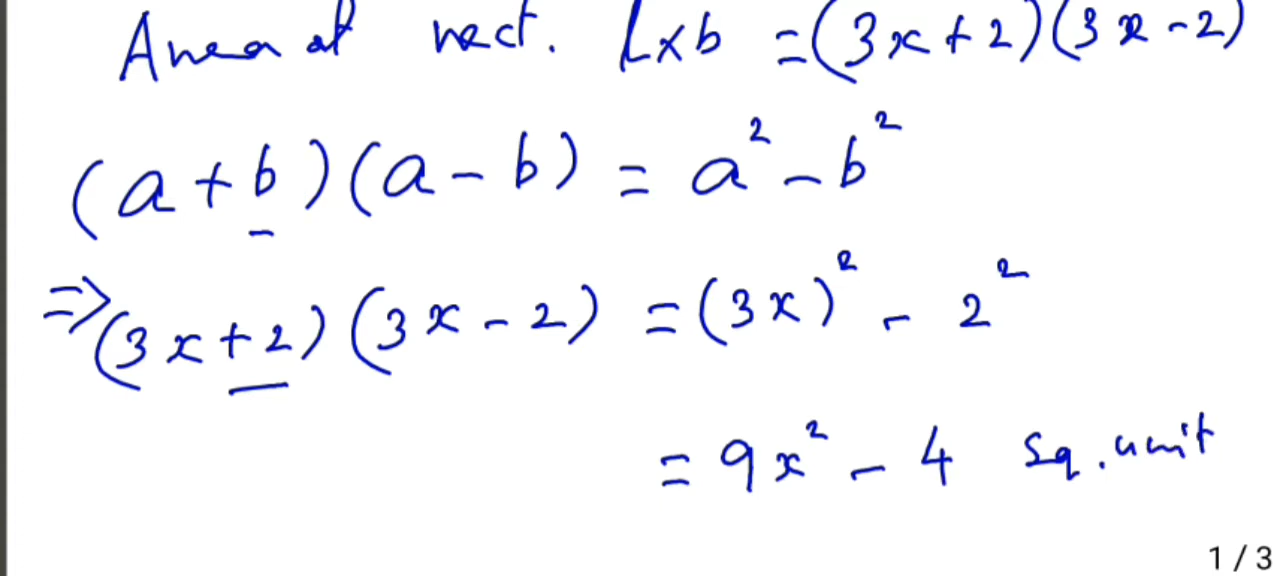 Area of rect. L×b = (3x+2)(3x-2)
(a+b)(a-b) = a² - b²
⇒(3x+2)(3x-2) = (3x)² - 2²
= 9x² - 4 sq.unit
1/3